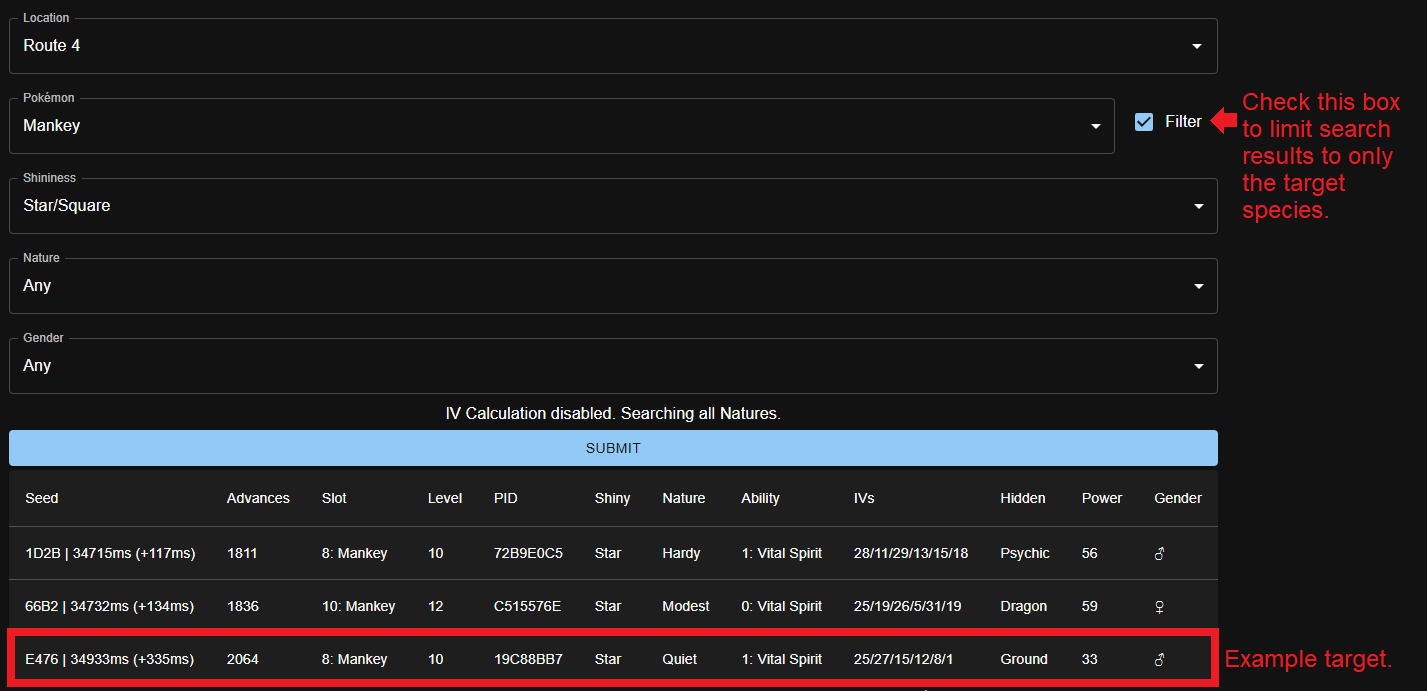 Location
Route 4
Pokémon
Mankey
Filter
Check this box
to limit search
results to only
the target
species.
Shininess
Star/Square
Nature
Any
Gender
Any
IV Calculation disabled. Searching all Natures.
SUBMIT
Seed Advances Slot Level PID Shiny Nature Ability IVs Hidden Power Gender
1D2B | 34715ms (+117ms) 1811 8: Mankey 10 72B9E0C5 Star Hardy 1: Vital Spirit 28/11/29/13/15/18 Psychic 56 ♂
66B2 | 34732ms (+134ms) 1836 10: Mankey 12 C515576E Star Modest 0: Vital Spirit 25/19/26/5/31/19 Dragon 59 ♀
E476 | 34933ms (+335ms) 2064 8: Mankey 10 19C88BB7 Star Quiet 1: Vital Spirit 25/27/15/12/8/1 Ground 33 ♂
Example target.